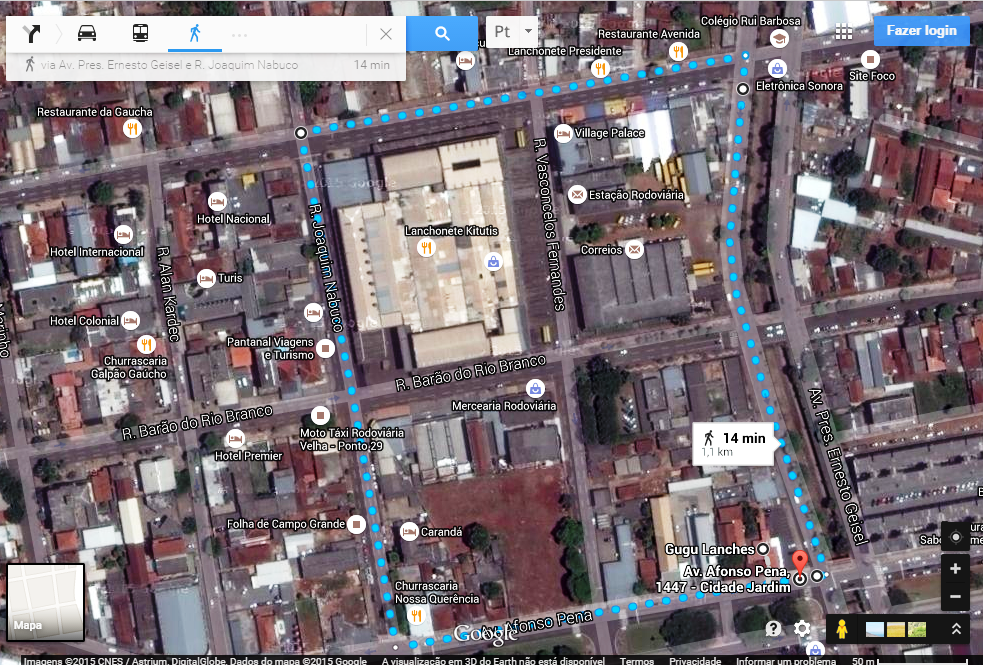 Colégio Rui Barbosa
Restaurante Avenida
Pt
Fazer login
Lanchonete Presidente
via Av. Pres. Ernesto Geisel e R. Joaquim Nabuco
14 min
Site Foco
Eletrônica Sonora
Restaurante da Gaucha
Village Palace
R. Vasconcelos Fernandes
Estação Rodoviária
Hotel Nacional
R. Joaquim Nabuco
Lanchonete Kitutis
Correios
Hotel Internacional
R. Alan Kardec
Turis
Hotel Colonial
Pantanal Viagens
e Turismo
Churrascaria
Galpão Gaúcho
R. Barão do Rio Branco
R. Barão do Rio Branco
Mercearia Rodoviária
Av. Pres. Ernesto Geisel
Moto Táxi Rodoviária
Velha - Ponto 29
14 min
1,1 km
Hotel Premier
Folha de Campo Grande
Carandá
Gugu Lanches
Av. Afonso Pena,
1447 - Cidade Jardim
Churrascaria
Nossa Querência
Av. Afonso Pena
Mapa
Google
Imagens ©2015 CNES / Astrium, DigitalGlobe, Dados do mapa ©2015 Google
A visualização em 3D do Earth não está disponível
Termos
Privacidade
Informar um problema
50 m